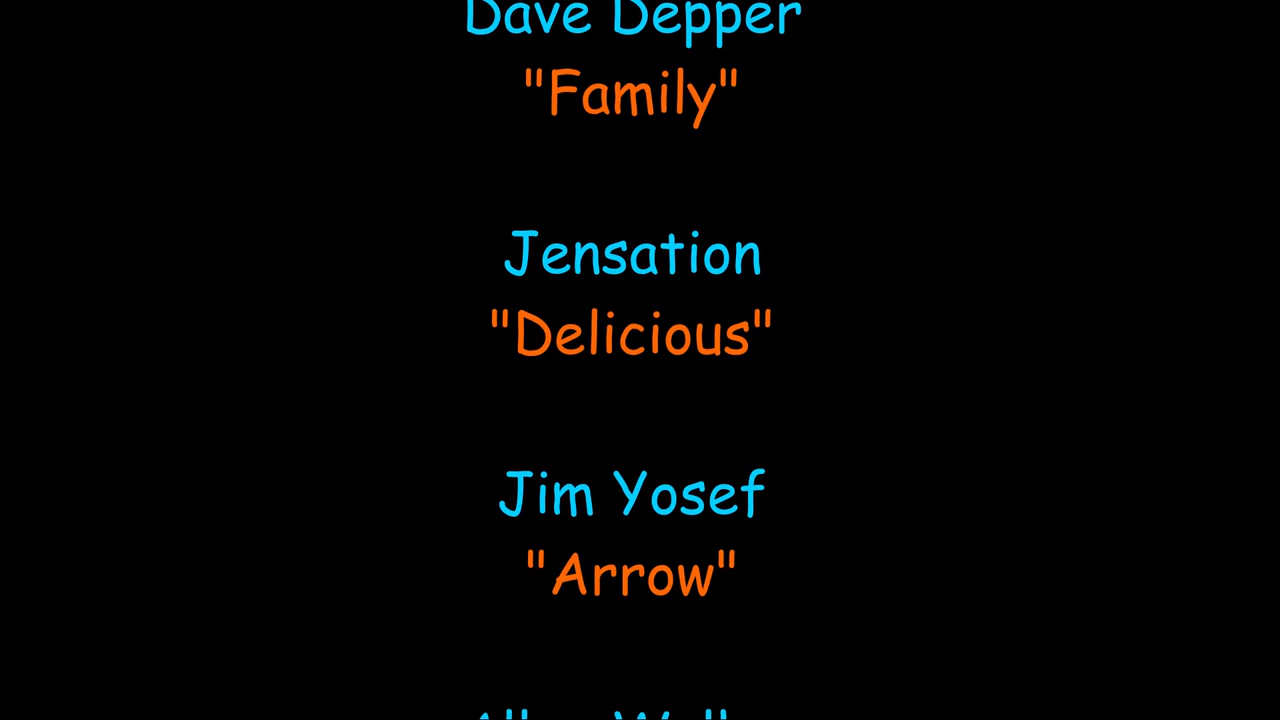 Dave Depper
"Family"
Jensation
"Delicious"
Jim Yosef
"Arrow"